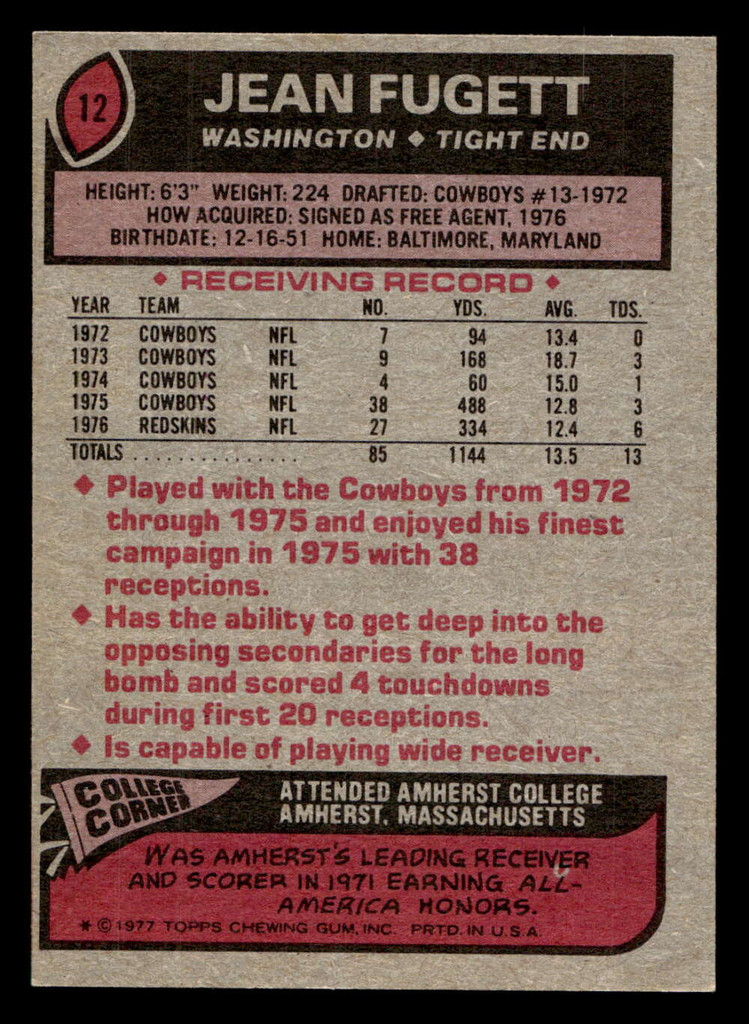 12
JEAN FUGETT
WASHINGTON ◆ TIGHT END
HEIGHT: 6'3" WEIGHT: 224 DRAFTED: COWBOYS #13-1972
HOW ACQUIRED: SIGNED AS FREE AGENT, 1976
BIRTHDATE: 12-16-51 HOME: BALTIMORE, MARYLAND
◆ RECEIVING RECORD ◆
YEAR TEAM NO. YDS. AVG. TDS.
1972 COWBOYS NFL 7 94 13.4 0
1973 COWBOYS NFL 9 168 18.7 3
1974 COWBOYS NFL 4 60 15.0 1
1975 COWBOYS NFL 38 488 12.8 3
1976 REDSKINS NFL 27 334 12.4 6
TOTALS ............... 85 1144 13.5 13
◆ Played with the Cowboys from 1972
through 1975 and enjoyed his finest
campaign in 1975 with 38
receptions.
◆ Has the ability to get deep into the
opposing secondaries for the long
bomb and scored 4 touchdowns
during first 20 receptions.
◆ Is capable of playing wide receiver.
COLLEGE
CORNER
ATTENDED AMHERST COLLEGE
AMHERST, MASSACHUSETTS
WAS AMHERST'S LEADING RECEIVER
AND SCORER IN 1971 EARNING ALL-
AMERICA HONORS.
* © 1977 TOPPS CHEWING GUM, INC. PRTD. IN U.S.A.